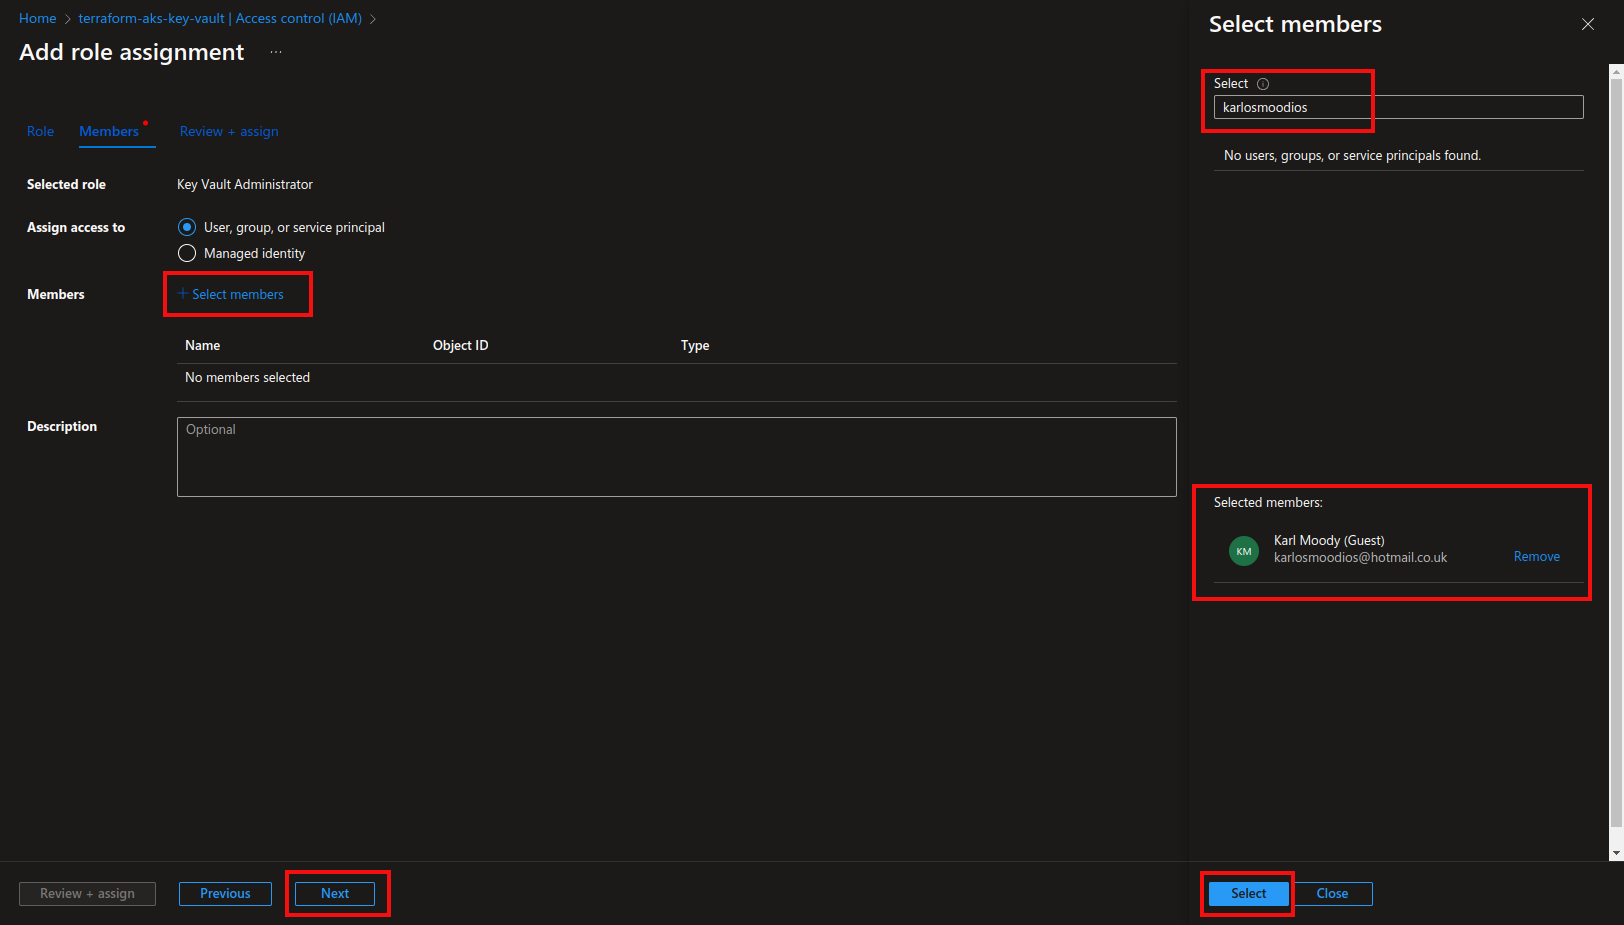 Home > terraform-aks-key-vault | Access control (IAM) >
Add role assignment ...
Role Members Review + assign
Selected role Key Vault Administrator
Assign access to User, group, or service principal
Managed identity
Members + Select members
Name Object ID Type
No members selected
Description Optional
Review + assign Previous Next
Select members
Select
karlosmoodios
No users, groups, or service principals found.
Selected members:
KM Karl Moody (Guest)
karlosmoodios@hotmail.co.uk Remove
Select Close